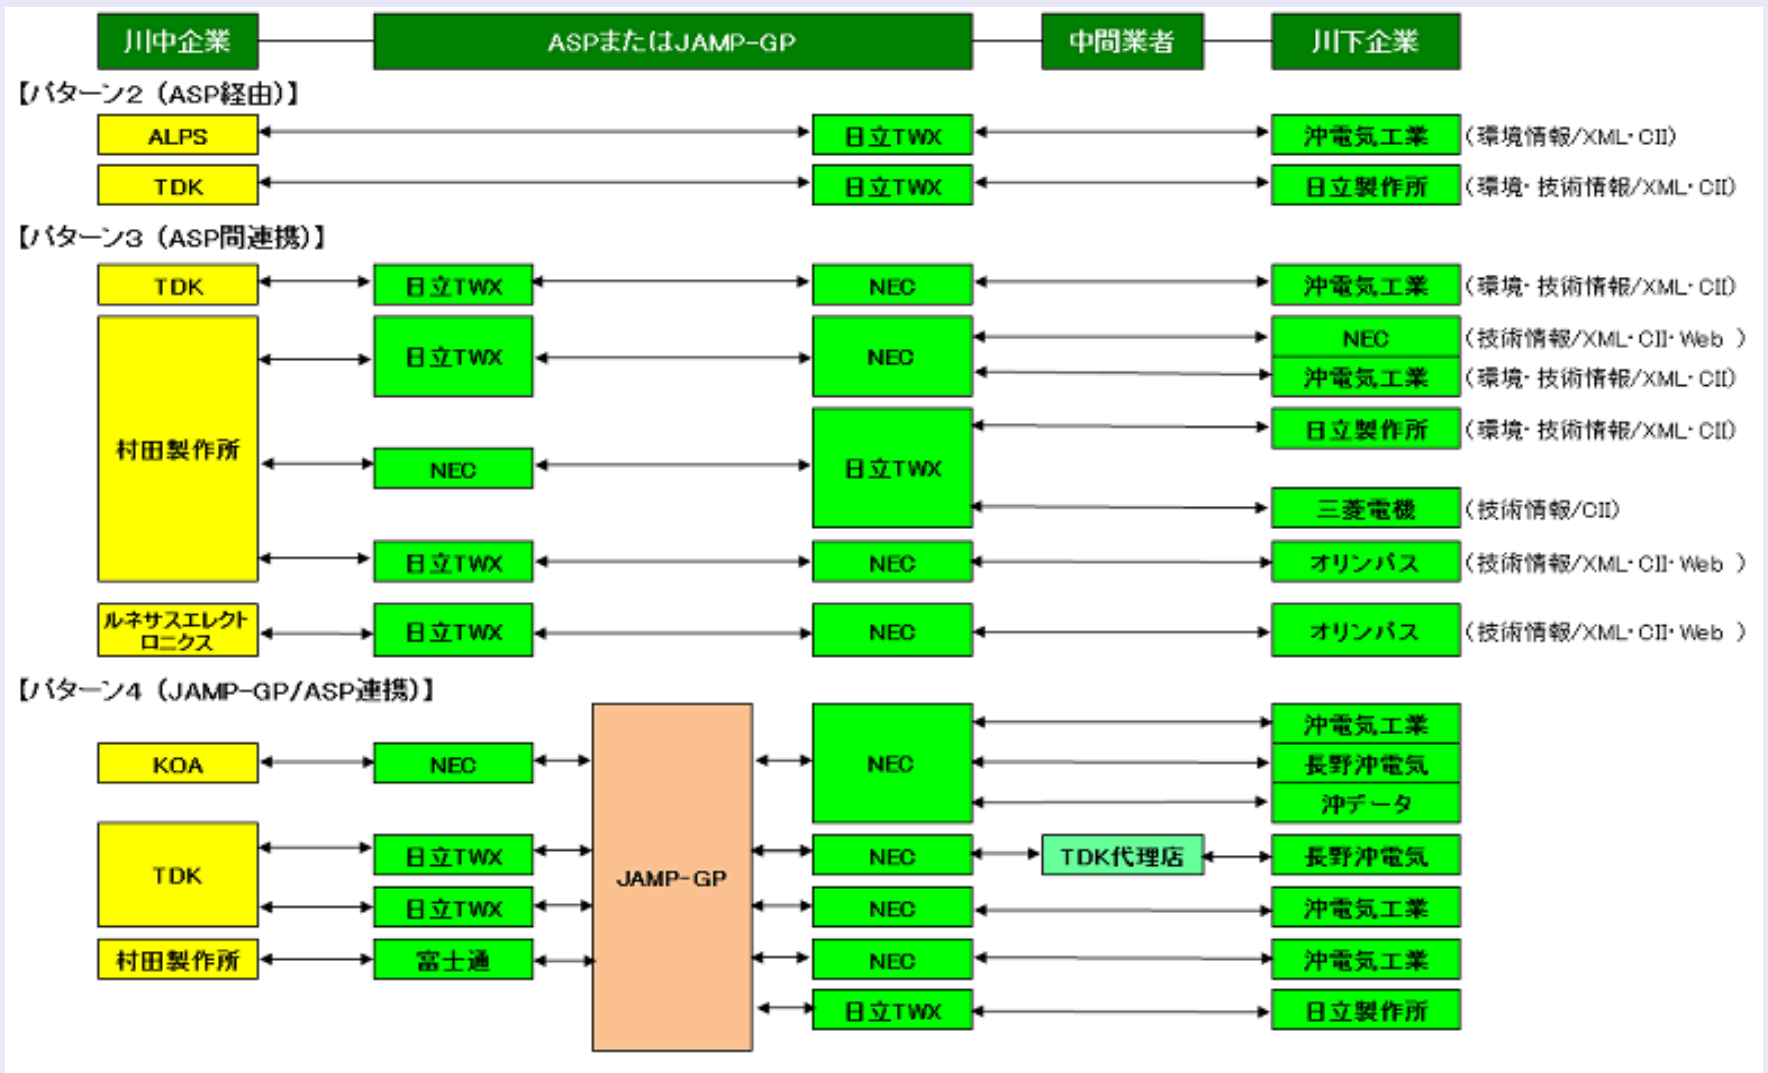 川中企業 ASPまたはJAMP-GP 中間業者 川下企業
【パターン2（ASP経由）】
ALPS 日立TWX 沖電気工業 （環境情報/XML・CII）
TDK 日立TWX 日立製作所 （環境・技術情報/XML・CII）
【パターン3（ASP間連携）】
TDK 日立TWX NEC 沖電気工業 （環境・技術情報/XML・CII）
村田製作所
日立TWX NEC
NEC （技術情報/XML・CII・Web ）
沖電気工業 （環境・技術情報/XML・CII）
NEC 日立TWX
日立製作所 （環境・技術情報/XML・CII）
三菱電機 （技術情報/CII）
日立TWX NEC オリンパス （技術情報/XML・CII・Web ）
ルネサスエレクト
ロニクス
日立TWX NEC オリンパス （技術情報/XML・CII・Web ）
【パターン4（JAMP-GP/ASP連携）】
KOA NEC JAMP-GP NEC
沖電気工業
長野沖電気
沖データ
TDK
日立TWX NEC TDK代理店 長野沖電気
日立TWX NEC 沖電気工業
村田製作所 富士通 NEC 沖電気工業
日立TWX 日立製作所